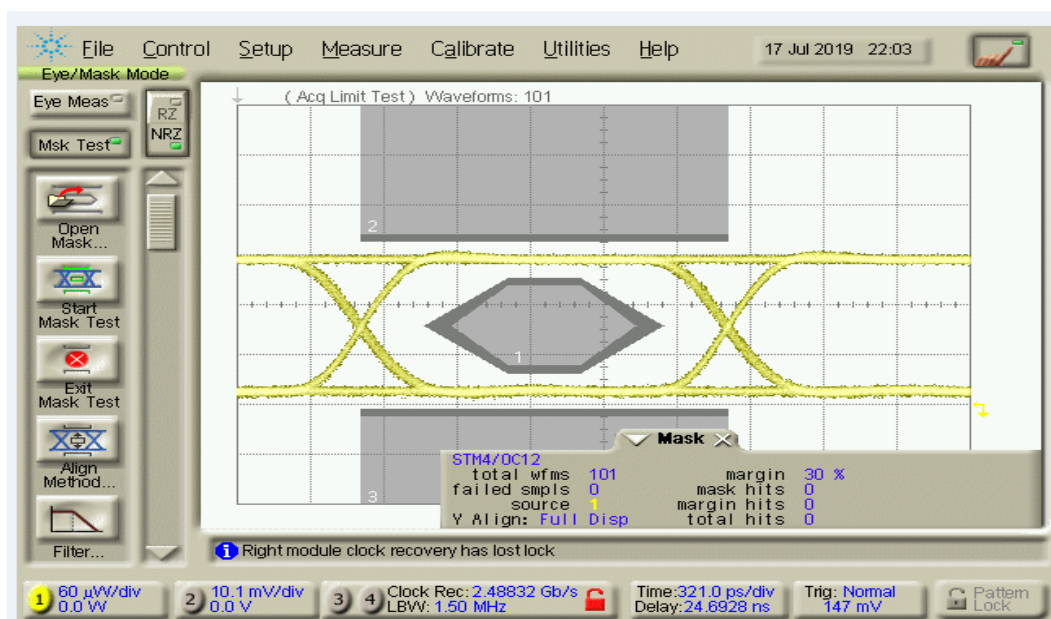 File Control Setup Measure Calibrate Utilities Help 17 Jul 2019 22:03
Eye/Mask Mode
Eye Meas
RZ
NRZ
Msk Test
(Acq Limit Test) Waveforms: 101
Open
Mask...
Start
Mask Test
Exit
Mask Test
Align
Method...
Filter...
2
1
3
Mask
STM4/OC12
total wfms 101 margin 30 %
failed smpls 0 mask hits 0
source 1 margin hits 0
Y Align: Full Disp total hits 0
Right module clock recovery has lost lock
1 60 µW/div
0.0 W
2 10.1 mV/div
0.0 V
3 4 Clock Rec: 2.48832 Gb/s
LBW: 1.50 MHz
Time:321.0 ps/div
Delay:24.6928 ns
Trig: Normal
147 mV
Pattern
Lock